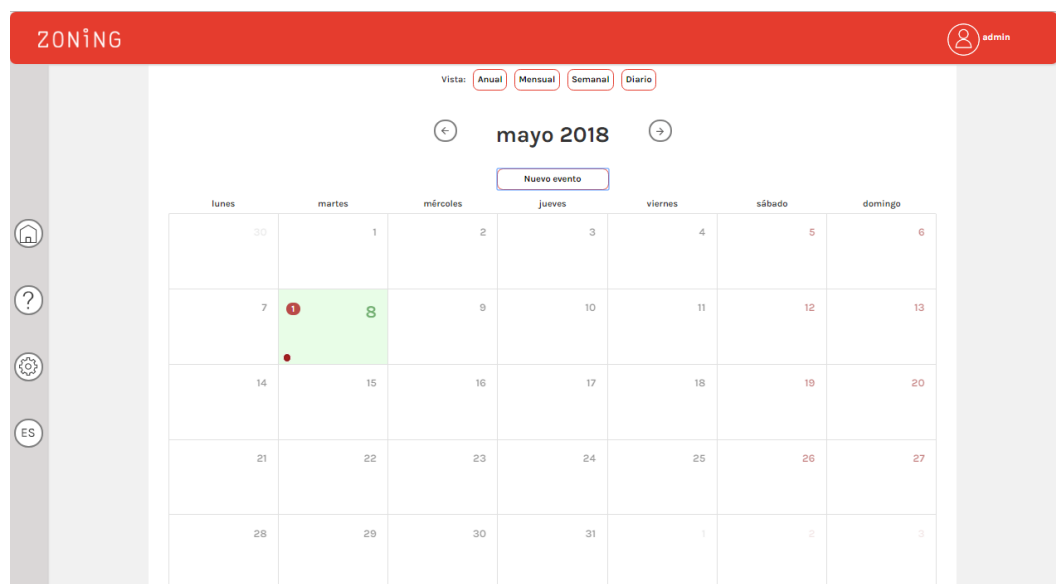 ZONiNG
admin
Vista: Anual Mensual Semanal Diario
mayo 2018
Nuevo evento
lunes martes mércoles jueves viernes sábado domingo
30 1 2 3 4 5 6
7 1 8 9 10 11 12 13
14 15 16 17 18 19 20
21 22 23 24 25 26 27
28 29 30 31 1 2 3
?
ES